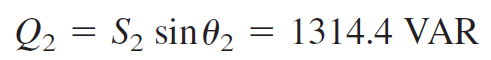 Q₂ = S₂ sin θ₂ = 1314.4 VAR